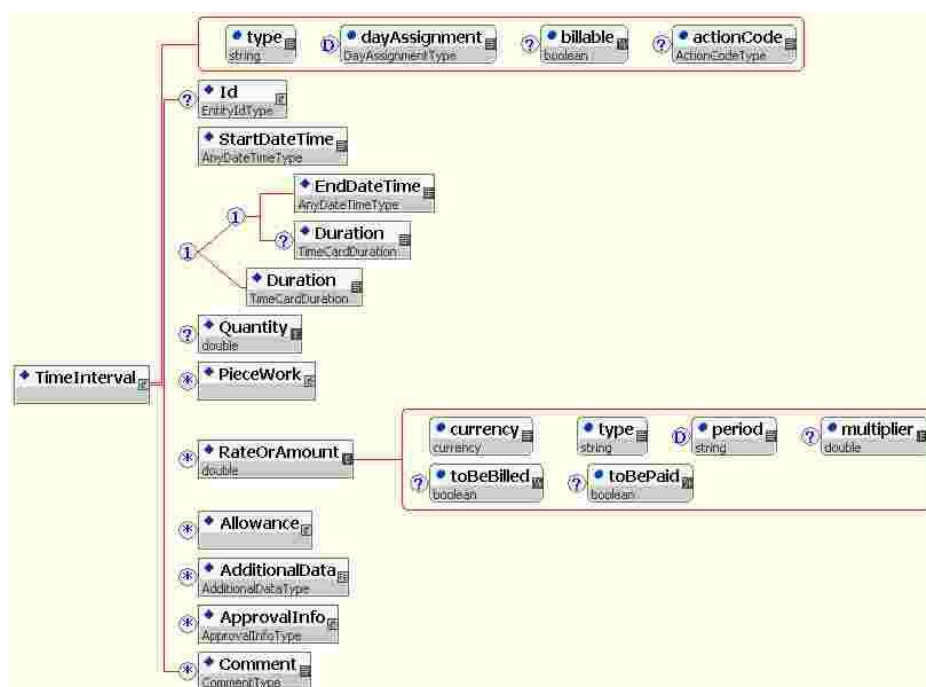 type
string
D
dayAssignment
DayAssignmentType
?
billable
boolean
?
actionCode
ActionCodeType
?
Id
EntityIdType
StartDateTime
AnyDateTimeType
EndDateTime
AnyDateTimeType
1
?
Duration
TimeCardDuration
1
Duration
TimeCardDuration
?
Quantity
double
TimeInterval
*
PieceWork
*
RateOrAmount
double
currency
currency
type
string
D
period
string
?
multiplier
double
?
toBeBilled
boolean
?
toBePaid
boolean
*
Allowance
*
AdditionalData
AdditionalDataType
*
ApprovalInfo
ApprovalInfoType
*
Comment
CommentType